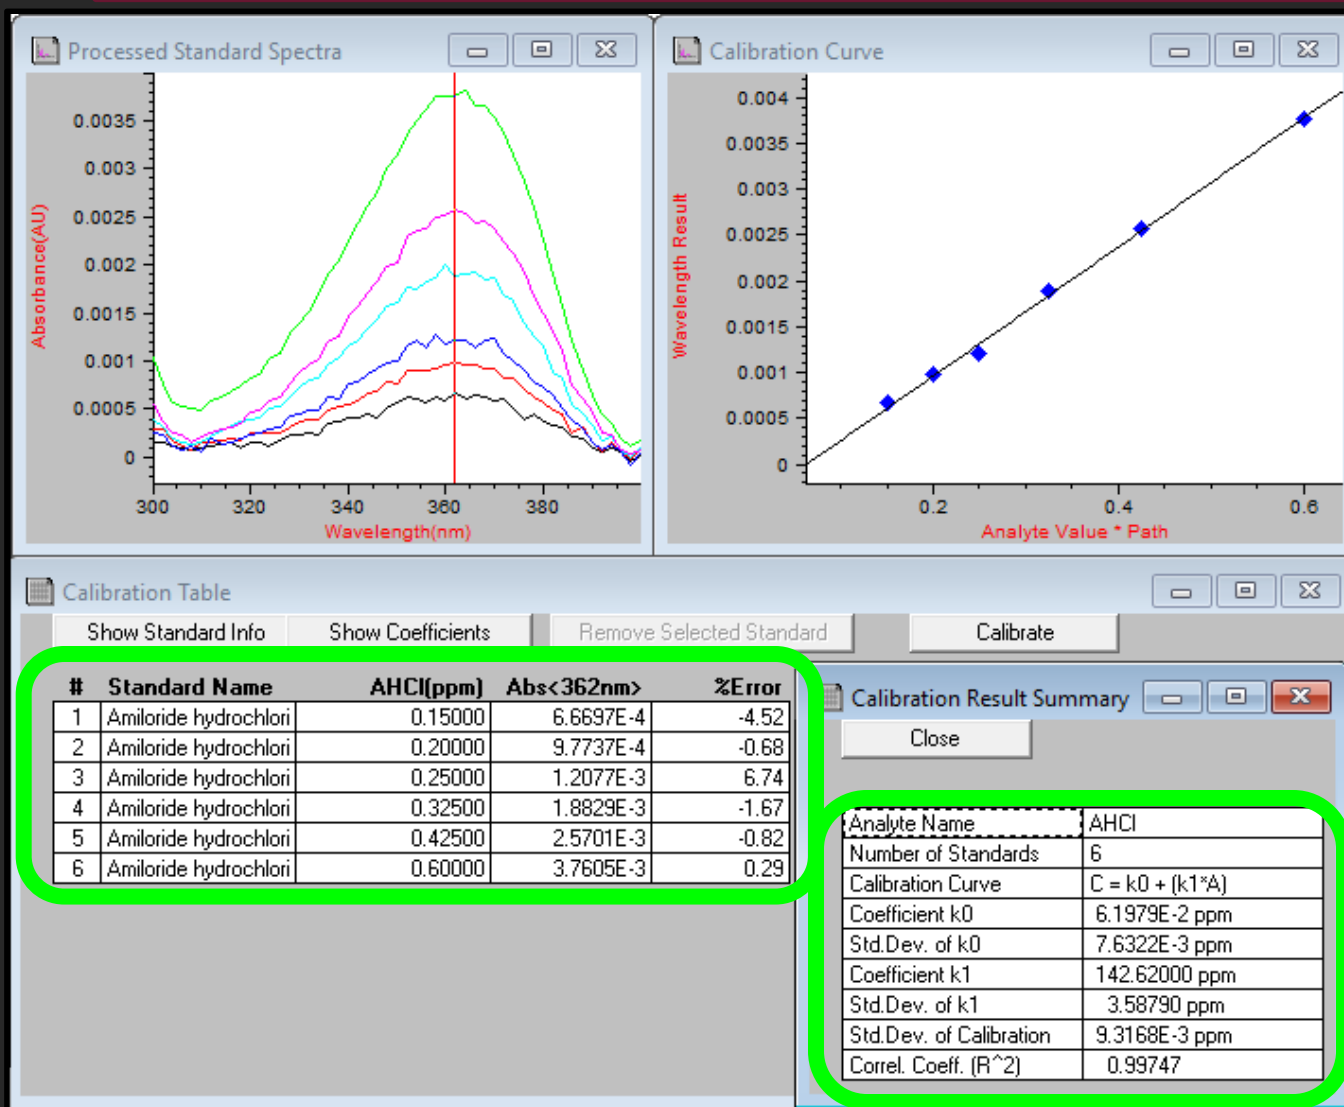 Processed Standard Spectra
Absorbance(AU)
0.0035
0.003
0.0025
0.002
0.0015
0.001
0.0005
0
300 320 340 360 380
Wavelength(nm)
Calibration Curve
Wavelength Result
0.004
0.0035
0.003
0.0025
0.002
0.0015
0.001
0.0005
0
0.2 0.4 0.6
Analyte Value * Path
Calibration Table
Show Standard Info Show Coefficients Remove Selected Standard Calibrate
# Standard Name AHCl(ppm) Abs<362nm> %Error
1 Amiloride hydrochlori 0.15000 6.6697E-4 -4.52
2 Amiloride hydrochlori 0.20000 9.7737E-4 -0.68
3 Amiloride hydrochlori 0.25000 1.2077E-3 6.74
4 Amiloride hydrochlori 0.32500 1.8829E-3 -1.67
5 Amiloride hydrochlori 0.42500 2.5701E-3 -0.82
6 Amiloride hydrochlori 0.60000 3.7605E-3 0.29
Calibration Result Summary
Close
Analyte Name AHCl
Number of Standards 6
Calibration Curve C = k0 + (k1*A)
Coefficient k0 6.1979E-2 ppm
Std.Dev. of k0 7.6322E-3 ppm
Coefficient k1 142.62000 ppm
Std.Dev. of k1 3.58790 ppm
Std.Dev. of Calibration 9.3168E-3 ppm
Correl. Coeff. (R^2) 0.99747